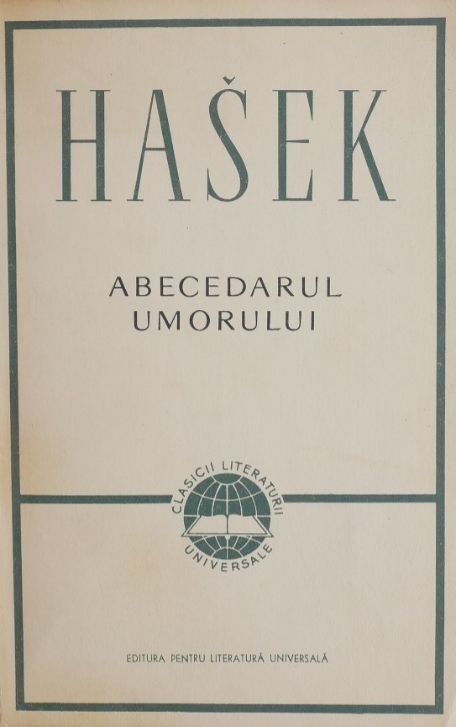 HAŠEK
ABECEDARUL
UMORULUI
CLASICII LITERATURII
UNIVERSALE
EDITURA PENTRU LITERATURĂ UNIVERSALĂ